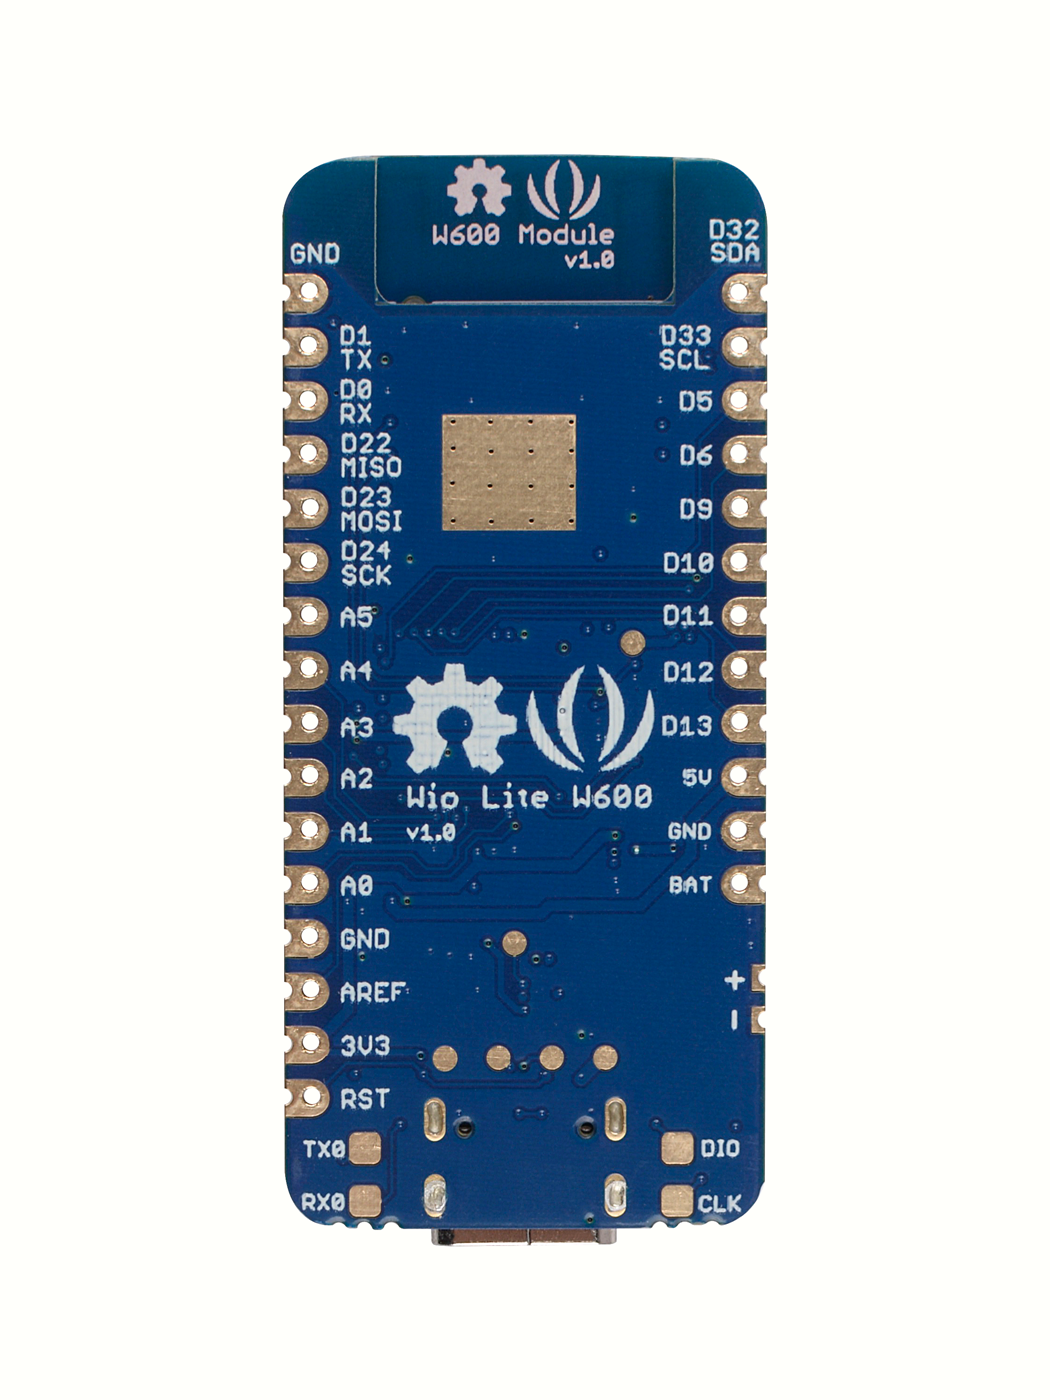 W600 Module
v1.0
GND
D1
TX
D0
RX
D22
MISO
D23
MOSI
D24
SCK
A5
A4
A3
A2
A1
A0
GND
AREF
3V3
RST
TX0
RX0
Wio Lite W600
v1.0
D32
SDA
D33
SCL
D5
D6
D9
D10
D11
D12
D13
5V
GND
BAT
+
-
DIO
CLK